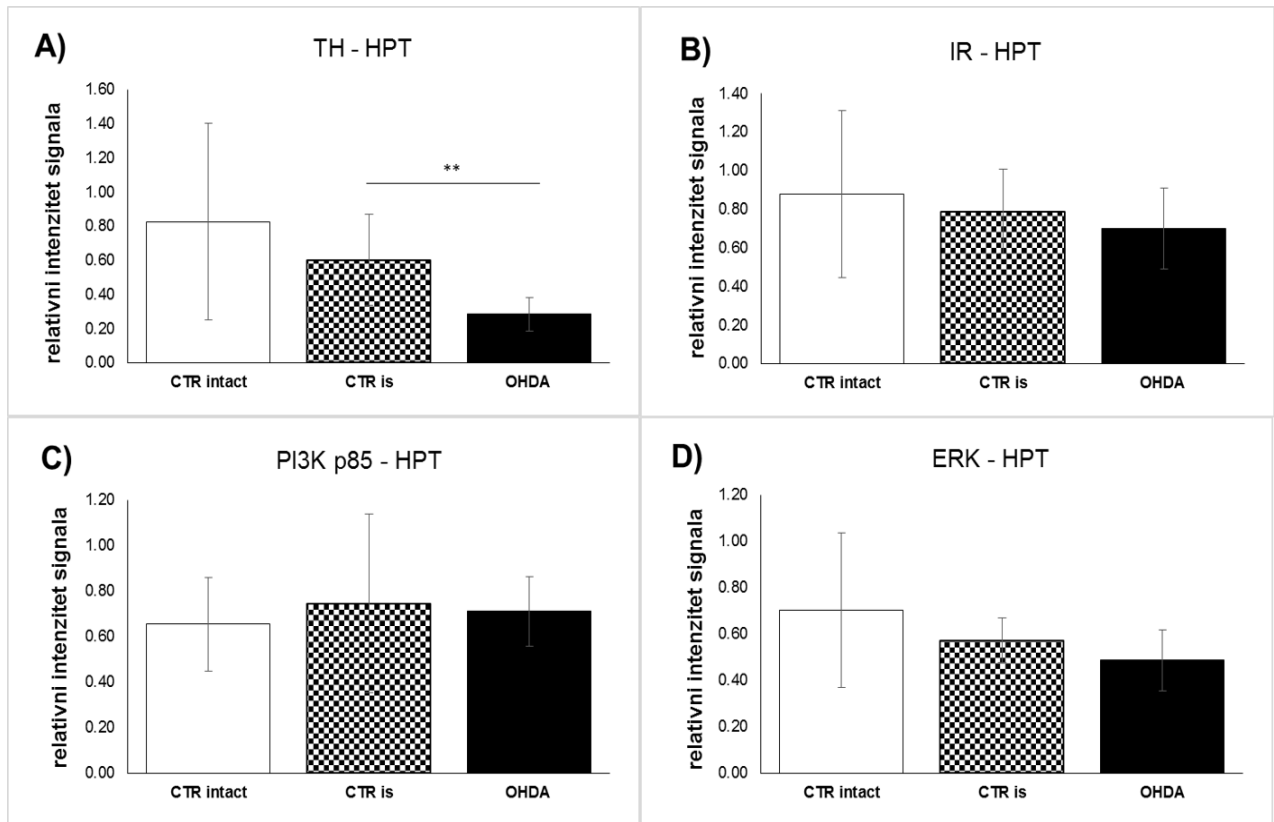 A)
TH - HPT
relativni intenzitet signala
1.60
1.40
1.20
1.00
0.80
0.60
0.40
0.20
0.00
**
CTR intact
CTR is
OHDA
B)
IR - HPT
relativni intenzitet signala
1.40
1.20
1.00
0.80
0.60
0.40
0.20
0.00
CTR intact
CTR is
OHDA
C)
PI3K p85 - HPT
relativni intenzitet signala
1.20
1.00
0.80
0.60
0.40
0.20
0.00
CTR intact
CTR is
OHDA
D)
ERK - HPT
relativni intenzitet signala
1.20
1.00
0.80
0.60
0.40
0.20
0.00
CTR intact
CTR is
OHDA